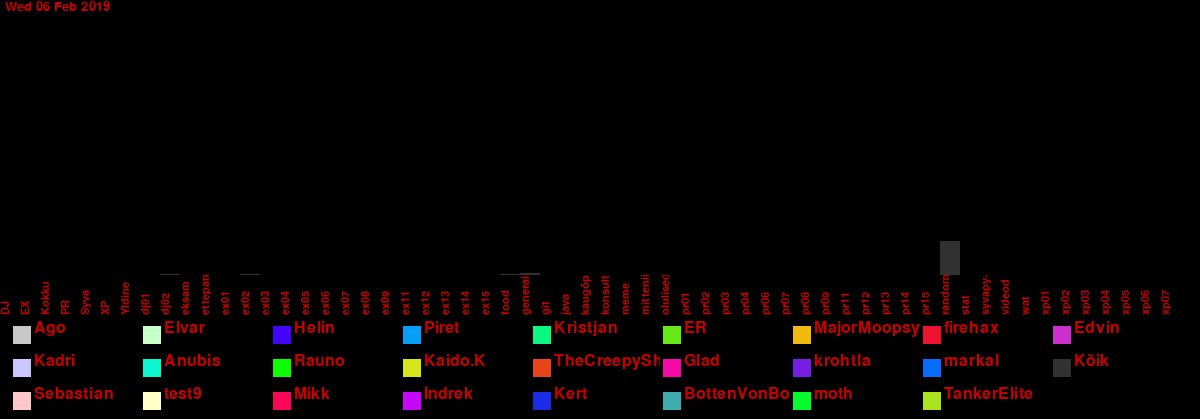 Wed 06 Feb 2019
DJ
EX
Kokku
PR
Syva
XP
Yldine
dj01
dj02
eksam
ettepan
ex01
ex02
ex03
ex04
ex05
ex06
ex07
ex08
ex09
ex11
ex12
ex13
ex14
ex15
food
general
git
java
kaugõp
konsult
meme
mitteni
olulised
pr01
pr02
pr03
pr04
pr06
pr07
pr08
pr09
pr11
pr12
pr13
pr14
pr15
random
stat
syvapy-
videod
wat
xp01
xp02
xp03
xp04
xp05
xp06
xp07
Ago Elvar Helin Piret Kristjan ER MajorMoopsy firehax Edvin
Kadri Anubis Rauno Kaido.K TheCreepySh Glad krohtla markal Kõik
Sebastian test9 Mikk Indrek Kert BottenVonBo moth TankerElite